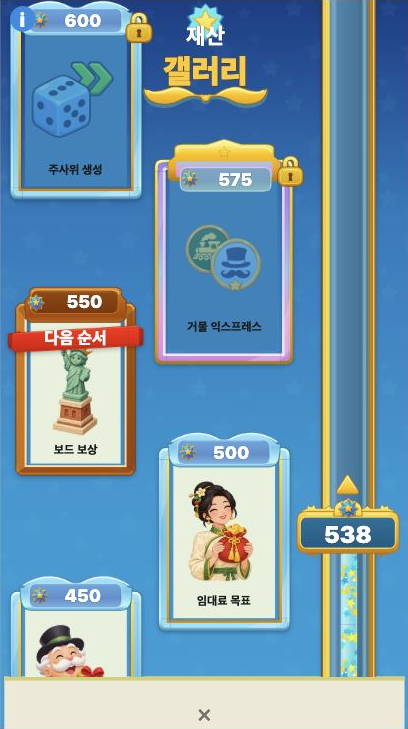 i
600
재산
갤러리
주사위 생성
575
거물 익스프레스
550
다음 순서
보드 보상
500
538
임대료 목표
450
×